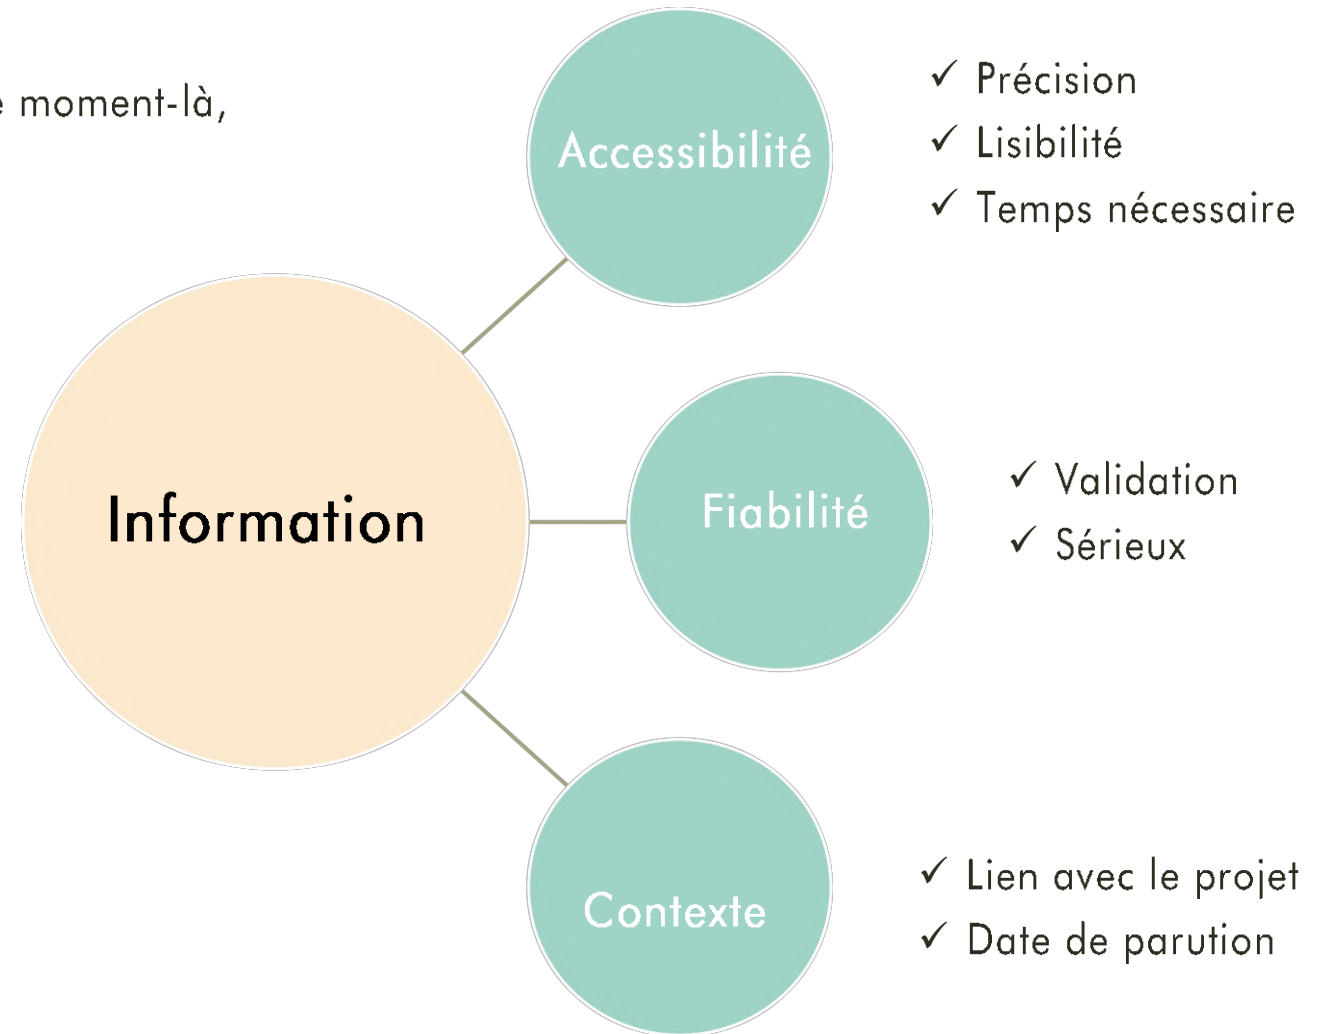 moment-là,
Accessibilité
✓ Précision
✓ Lisibilité
✓ Temps nécessaire
Information
Fiabilité
✓ Validation
✓ Sérieux
Contexte
✓ Lien avec le projet
✓ Date de parution